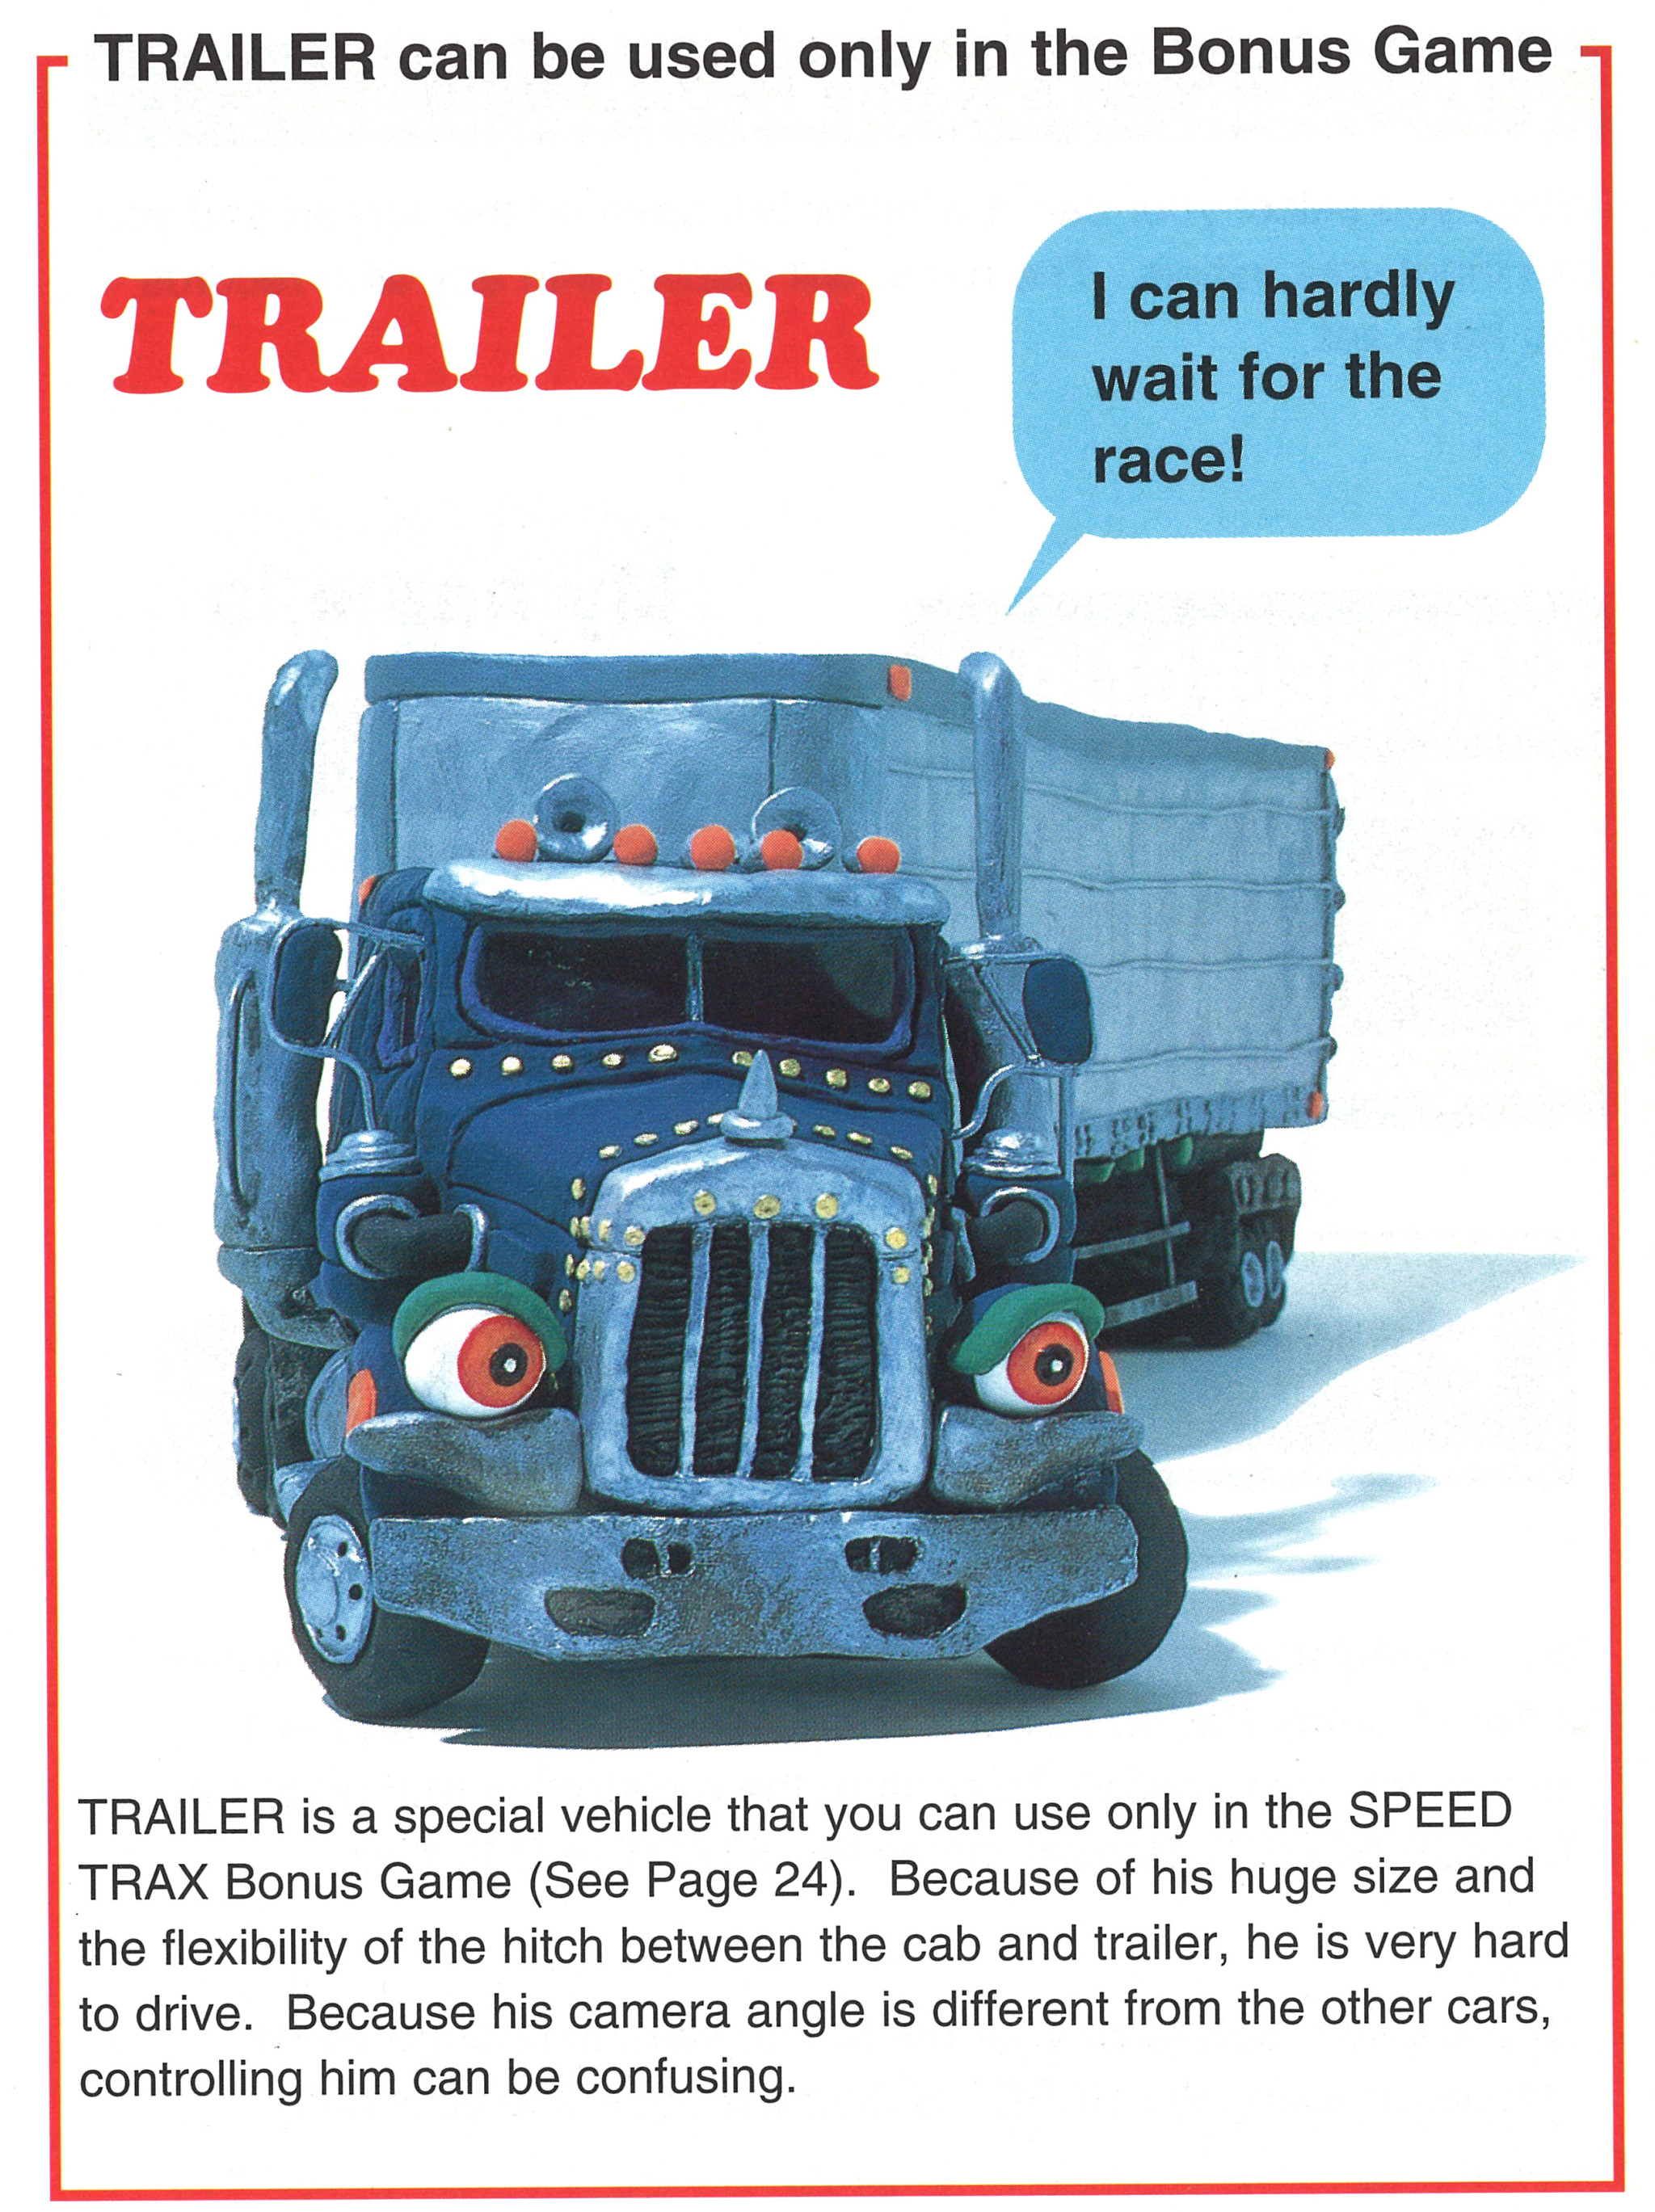 TRAILER can be used only in the Bonus Game
TRAILER
I can hardly
wait for the
race!
TRAILER is a special vehicle that you can use only in the SPEED
TRAX Bonus Game (See Page 24).  Because of his huge size and
the flexibility of the hitch between the cab and trailer, he is very hard
to drive.  Because his camera angle is different from the other cars,
controlling him can be confusing.